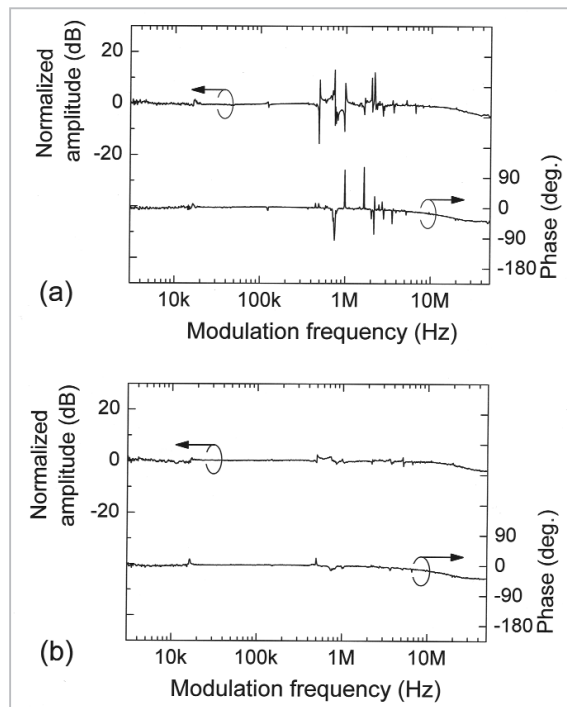 20
0
-20
Normalized
amplitude (dB)
90
0
-90
-180
Phase (deg.)
(a)
10k 100k 1M 10M
Modulation frequency (Hz)
20
0
-20
Normalized
amplitude (dB)
90
0
-90
-180
Phase (deg.)
(b)
10k 100k 1M 10M
Modulation frequency (Hz)